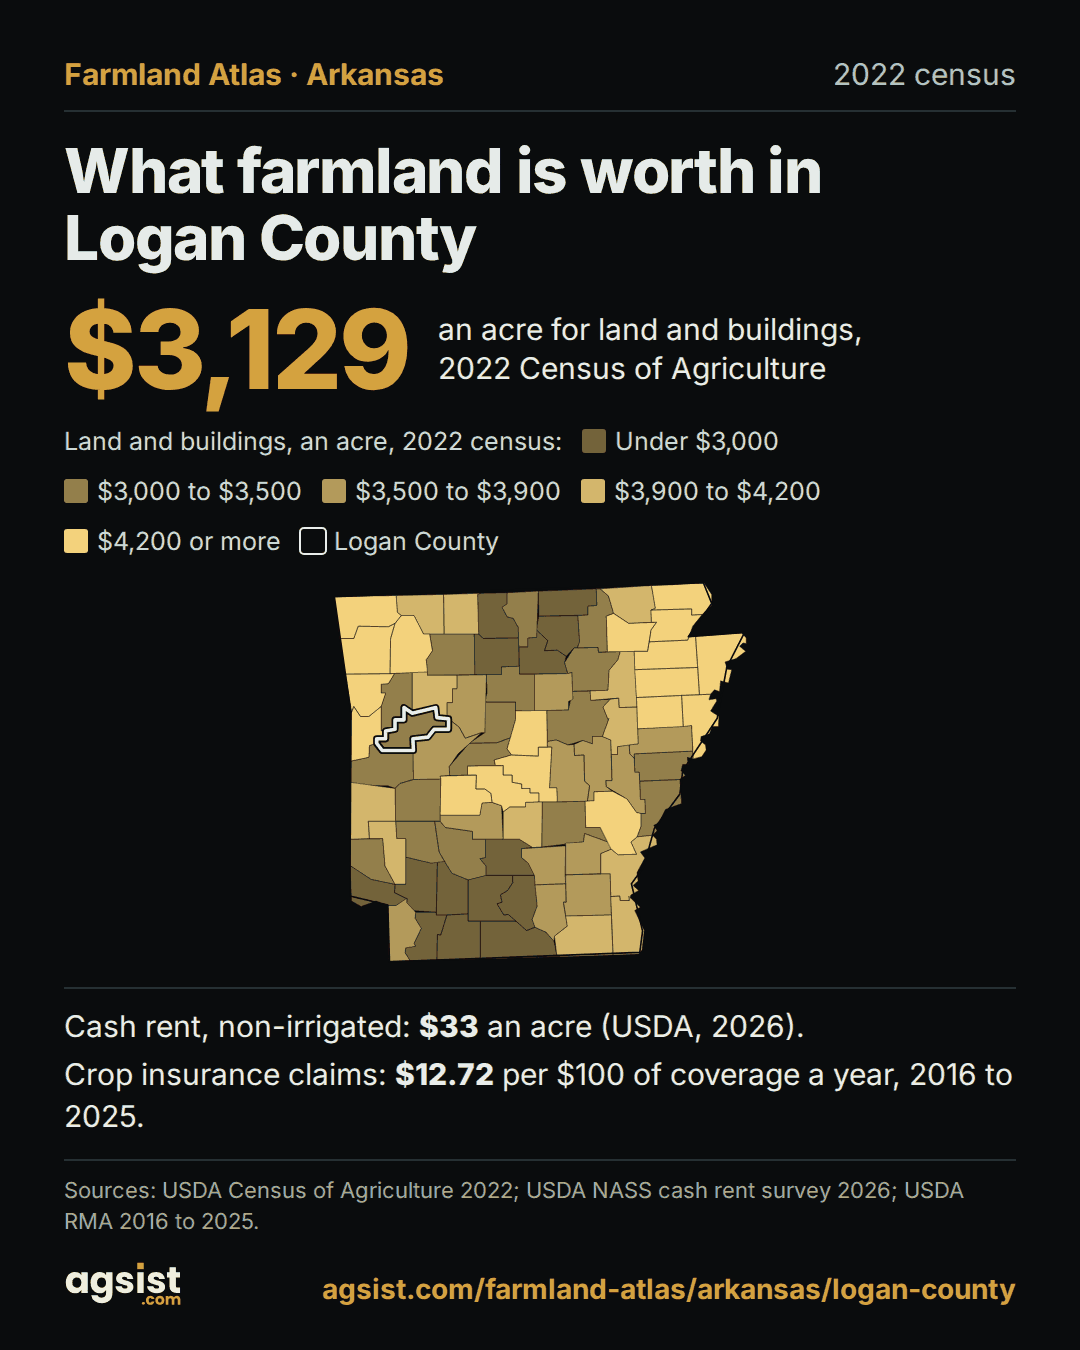 Farmland Atlas · Arkansas
2022 census
What farmland is worth in
Logan County
$3,129
an acre for land and buildings,
2022 Census of Agriculture
Land and buildings, an acre, 2022 census:
Under $3,000
$3,000 to $3,500
$3,500 to $3,900
$3,900 to $4,200
$4,200 or more
Logan County
Cash rent, non-irrigated: $33 an acre (USDA, 2026).
Crop insurance claims: $12.72 per $100 of coverage a year, 2016 to
2025.
Sources: USDA Census of Agriculture 2022; USDA NASS cash rent survey 2026; USDA
RMA 2016 to 2025.
agsist
.com
agsist.com/farmland-atlas/arkansas/logan-county